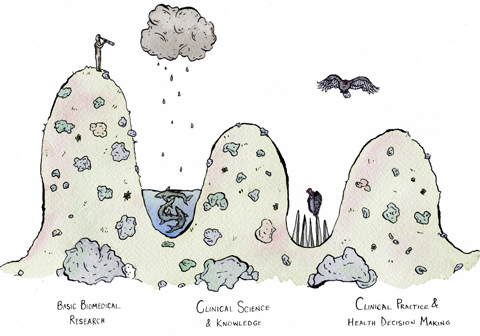 Basic Biomedical
Research
Clinical Science
& Knowledge
Clinical Practice &
Health Decision Making